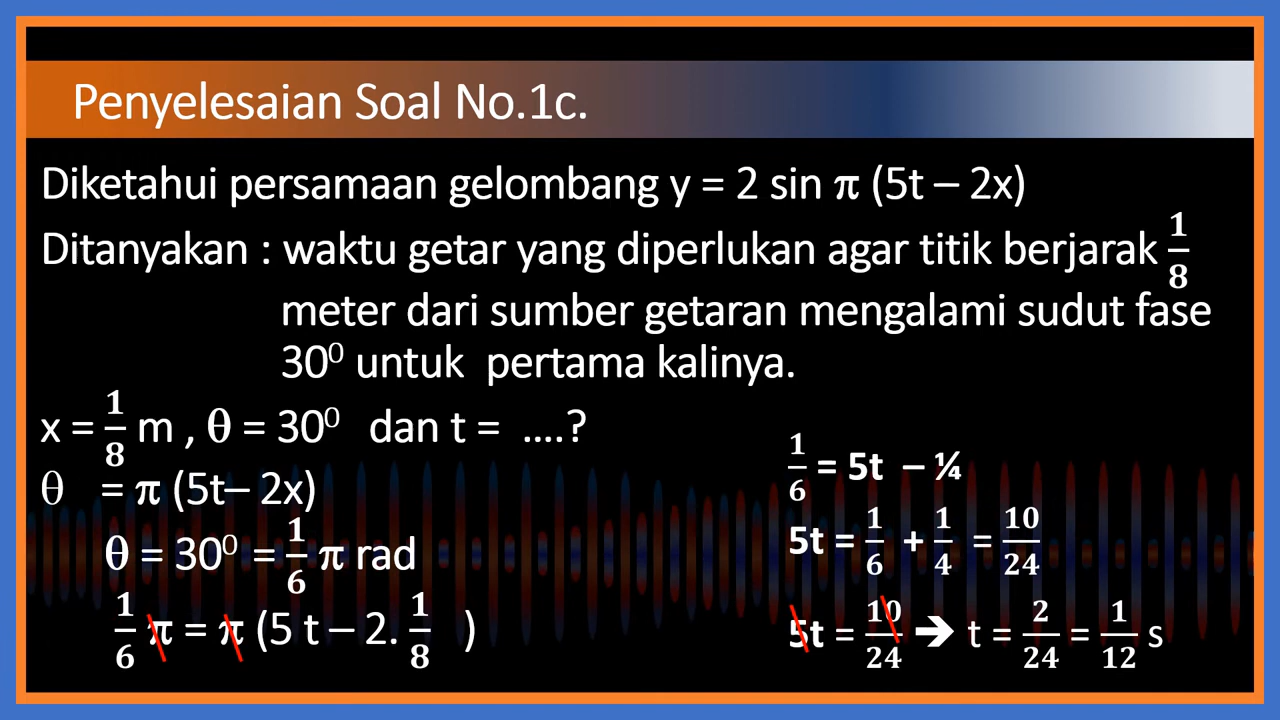 Penyelesaian Soal No.1c.
Diketahui persamaan gelombang y = 2 sin π (5t – 2x)
Ditanyakan : waktu getar yang diperlukan agar titik berjarak 1/8
meter dari sumber getaran mengalami sudut fase
30⁰ untuk pertama kalinya.
x = 1/8 m , θ = 30⁰ dan t = ....?
θ = π (5t– 2x)
θ = 30⁰ = 1/6 π rad
1/6 π = π (5 t – 2. 1/8 )
1/6 = 5t – ¼
5t = 1/6 + 1/4 = 10/24
5t = 10/24 ➔ t = 2/24 = 1/12 s